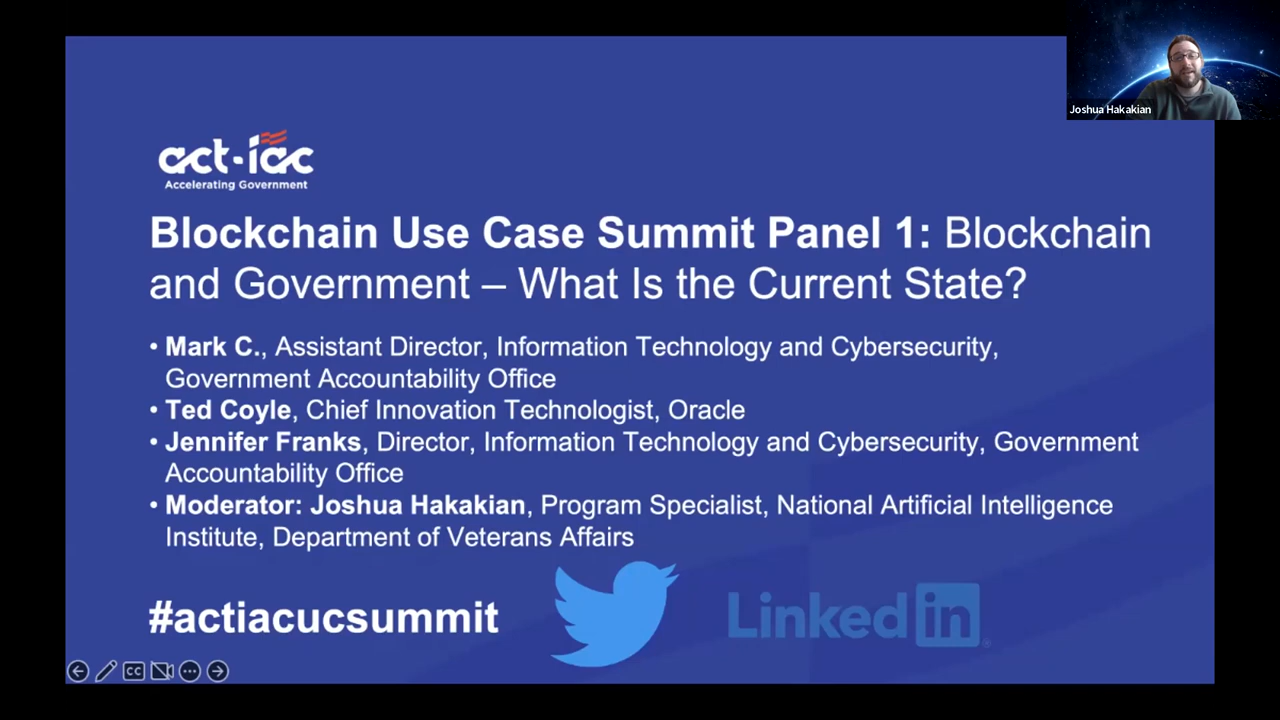 Joshua Hakakian
act-iac
Accelerating Government
Blockchain Use Case Summit Panel 1: Blockchain
and Government – What Is the Current State?
• Mark C., Assistant Director, Information Technology and Cybersecurity,
Government Accountability Office
• Ted Coyle, Chief Innovation Technologist, Oracle
• Jennifer Franks, Director, Information Technology and Cybersecurity, Government
Accountability Office
• Moderator: Joshua Hakakian, Program Specialist, National Artificial Intelligence
Institute, Department of Veterans Affairs
#actiacucsummit
LinkedIn®
CC